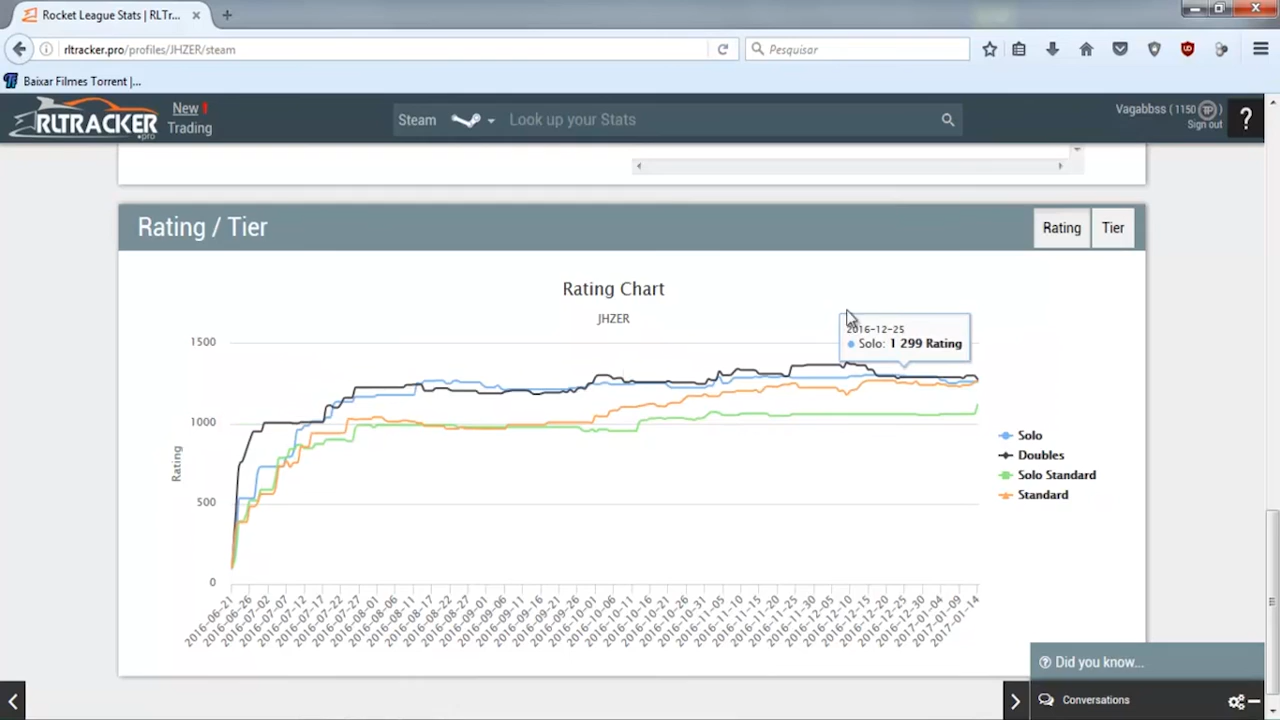 Rocket League Stats | RLTr...
rltracker.pro/profiles/JHZER/steam
Pesquisar
Baixar Filmes Torrent |...
RLTRACKER
.pro
New !
Trading
Steam
Look up your Stats
Vagabbss ( 1150 TP )
Sign out
?
Rating / Tier
Rating
Tier
Rating Chart
JHZER
2016-12-25
Solo: 1 299 Rating
1500
1000
500
0
Rating
Solo
Doubles
Solo Standard
Standard
2016-06-21
2016-06-26
2016-07-02
2016-07-07
2016-07-12
2016-07-17
2016-07-22
2016-07-27
2016-08-01
2016-08-06
2016-08-11
2016-08-17
2016-08-22
2016-08-27
2016-09-01
2016-09-06
2016-09-11
2016-09-16
2016-09-21
2016-09-26
2016-10-01
2016-10-06
2016-10-11
2016-10-16
2016-10-21
2016-10-26
2016-10-31
2016-11-05
2016-11-10
2016-11-15
2016-11-20
2016-11-25
2016-11-30
2016-12-05
2016-12-10
2016-12-15
2016-12-20
2016-12-25
2016-12-30
2017-01-04
2017-01-09
2017-01-14
Did you know...
Conversations